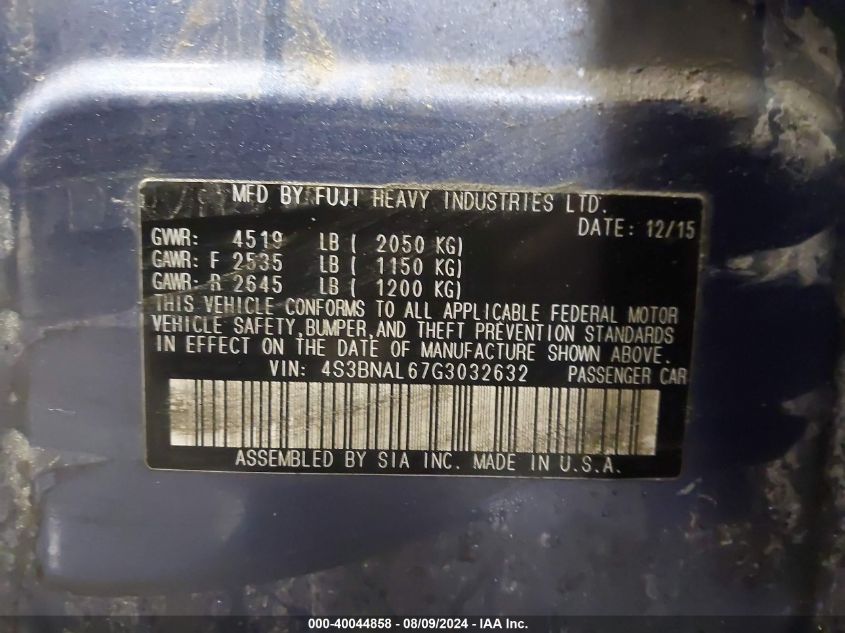 MFD BY FUJI HEAVY INDUSTRIES LTD.
DATE: 12/15
GVWR: 4519 LB ( 2050 KG)
GAWR: F 2535 LB ( 1150 KG)
GAWR: R 2645 LB ( 1200 KG)
THIS VEHICLE CONFORMS TO ALL APPLICABLE FEDERAL MOTOR
VEHICLE SAFETY, BUMPER, AND THEFT PREVENTION STANDARDS
IN EFFECT ON THE DATE OF MANUFACTURE SHOWN ABOVE.
VIN: 4S3BNAL67G3032632 PASSENGER CAR
ASSEMBLED BY SIA INC. MADE IN U.S.A.
000-40044858 - 08/09/2024 - IAA Inc.